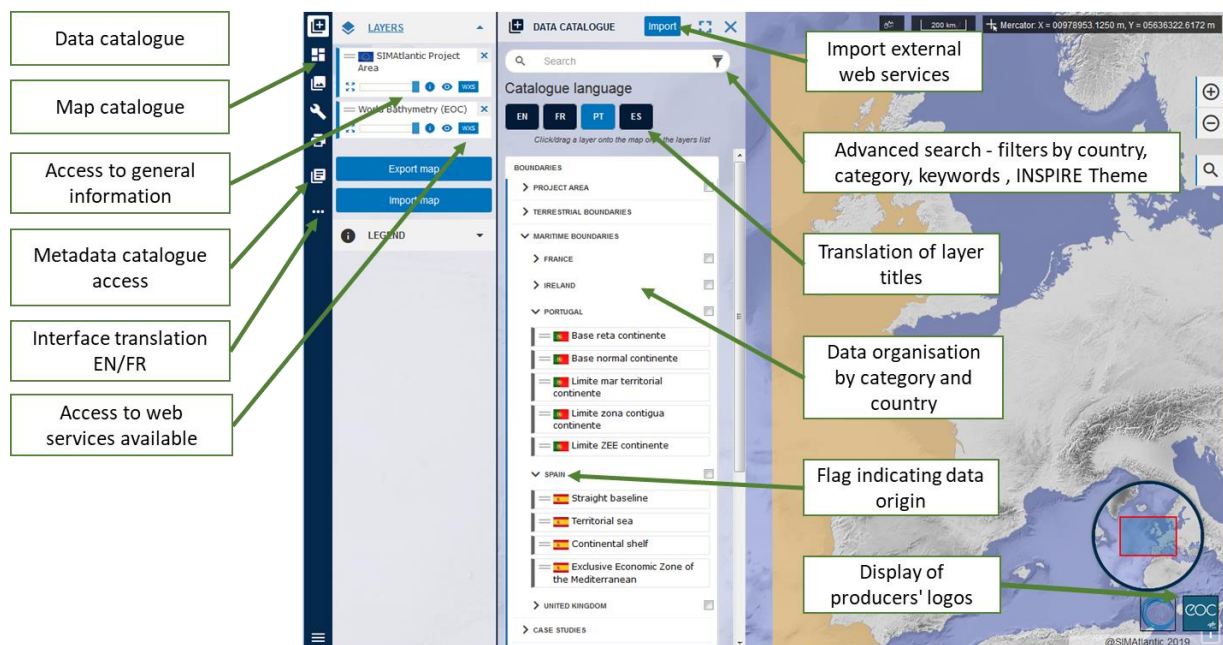 Data catalogue
Map catalogue
Access to general
information
Metadata catalogue
access
Interface translation
EN/FR
Access to web
services available
LAYERS
SIMAtlantic Project
Area
WXS
World Bathymetry (EOC)
WXS
Export map
Import map
LEGEND
DATA CATALOGUE
Import
Search
Catalogue language
EN FR PT ES
Click/drag a layer onto the map or the layers list
BOUNDARIES
PROJECT AREA
TERRESTRIAL BOUNDARIES
MARITIME BOUNDARIES
FRANCE
IRELAND
PORTUGAL
Base reta continente
Base normal continente
Limite mar territorial
continente
Limite zona contigua
continente
Limite ZEE continente
SPAIN
Straight baseline
Territorial sea
Continental shelf
Exclusive Economic Zone of
the Mediterranean
UNITED KINGDOM
CASE STUDIES
200 km
Mercator: X = 00978953.1250 m, Y = 05636322.6172 m
Import external
web services
Advanced search - filters by country,
category, keywords , INSPIRE Theme
Translation of layer
titles
Data organisation
by category and
country
Flag indicating data
origin
Display of
producers' logos
eoc
@SIMAtlantic 2019